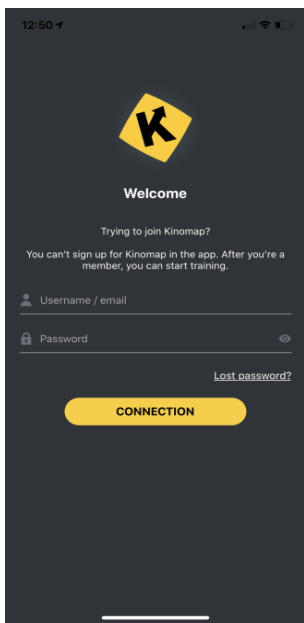 12:50
Welcome
Trying to join Kinomap?
You can't sign up for Kinomap in the app. After you're a
member, you can start training.
Username / email
Password
Lost password?
CONNECTION